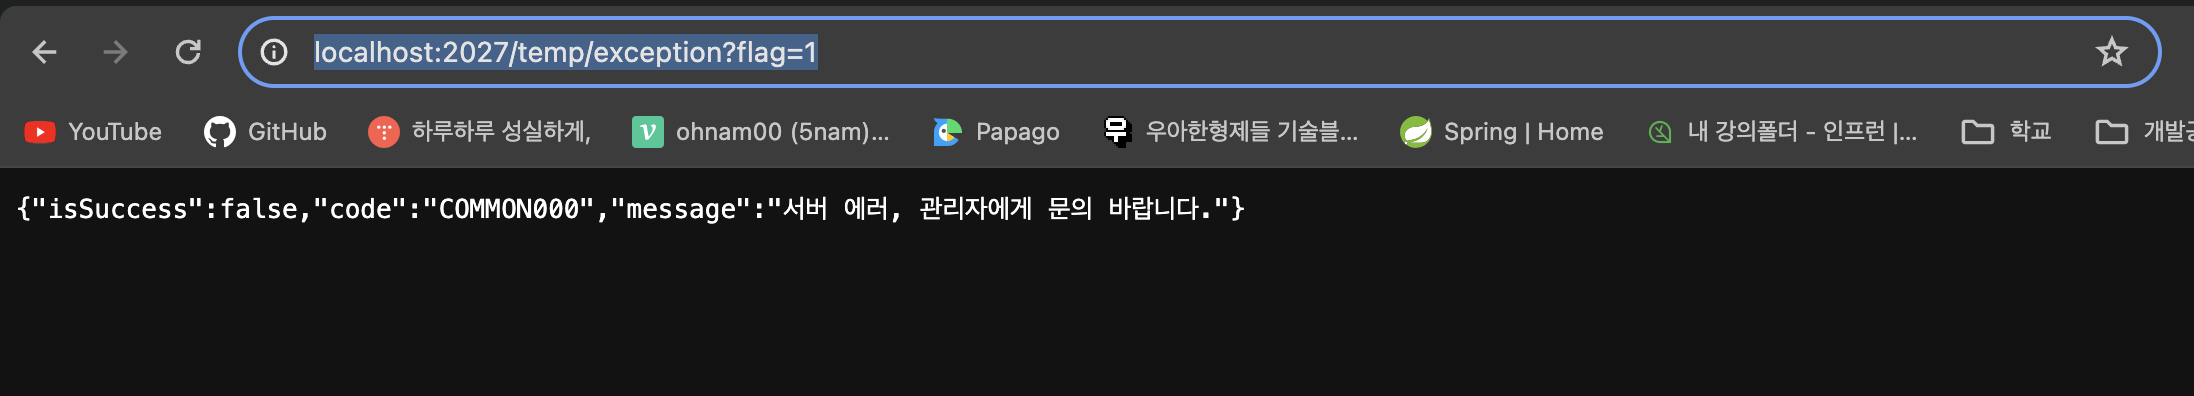 localhost:2027/temp/exception?flag=1
YouTube GitHub 하루하루 성실하게, ohnam00 (5nam)... Papago 우아한형제들 기술블... Spring | Home 내 강의폴더 - 인프런 |... 학교
{"isSuccess":false,"code":"COMMON000","message":"서버 에러, 관리자에게 문의 바랍니다."}